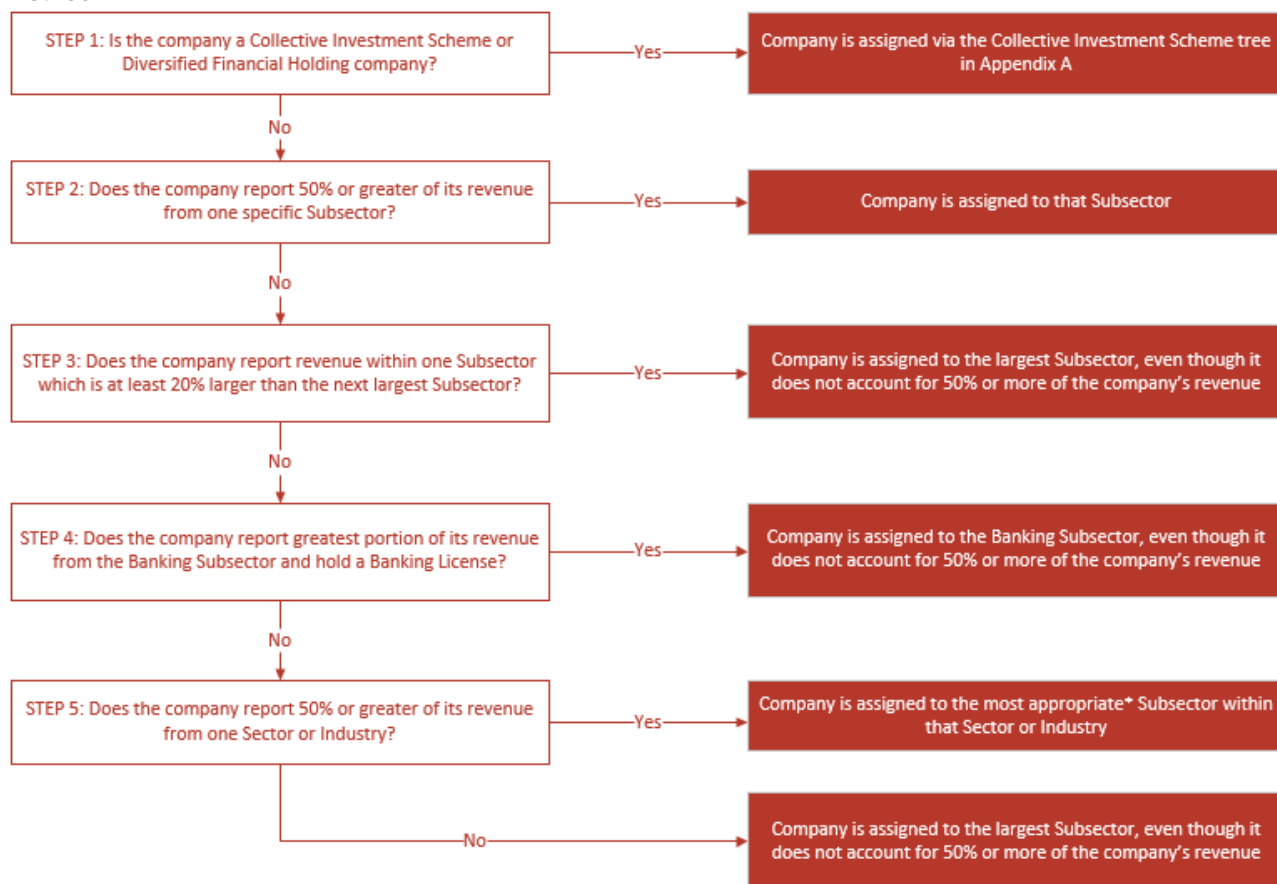 STEP 1: Is the company a Collective Investment Scheme or
Diversified Financial Holding company?
Yes
Company is assigned via the Collective Investment Scheme tree
in Appendix A
No
STEP 2: Does the company report 50% or greater of its revenue
from one specific Subsector?
Yes
Company is assigned to that Subsector
No
STEP 3: Does the company report revenue within one Subsector
which is at least 20% larger than the next largest Subsector?
Yes
Company is assigned to the largest Subsector, even though it
does not account for 50% or more of the company’s revenue
No
STEP 4: Does the company report greatest portion of its revenue
from the Banking Subsector and hold a Banking License?
Yes
Company is assigned to the Banking Subsector, even though it
does not account for 50% or more of the company’s revenue
No
STEP 5: Does the company report 50% or greater of its revenue
from one Sector or Industry?
Yes
Company is assigned to the most appropriate* Subsector within
that Sector or Industry
No
Company is assigned to the largest Subsector, even though it
does not account for 50% or more of the company’s revenue